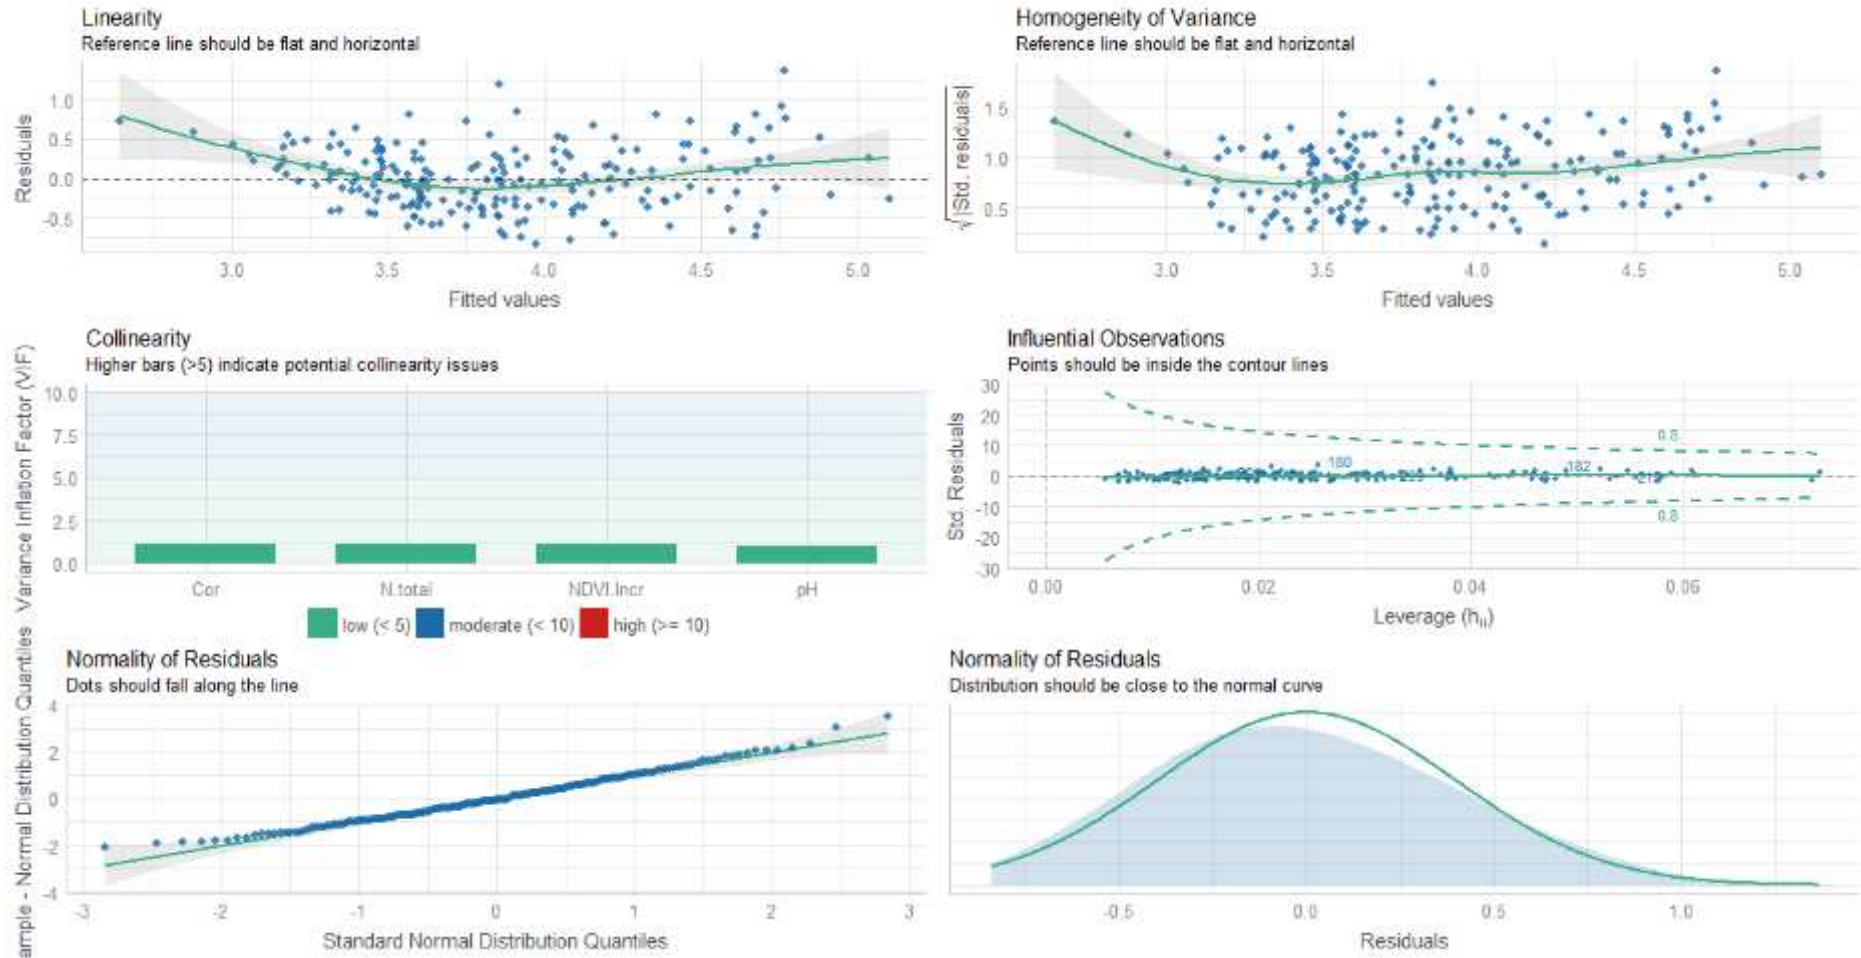 Linearity
Reference line should be flat and horizontal
Residuals
1.0
0.5
0.0
-0.5
3.0 3.5 4.0 4.5 5.0
Fitted values
Homogeneity of Variance
Reference line should be flat and horizontal
√|Std. residuals|
1.5
1.0
0.5
3.0 3.5 4.0 4.5 5.0
Fitted values
Collinearity
Higher bars (>5) indicate potential collinearity issues
Variance Inflation Factor (VIF)
10.0
7.5
5.0
2.5
0.0
Cor N.total NDVI.Incr pH
low (< 5) moderate (< 10) high (>= 10)
Influential Observations
Points should be inside the contour lines
Std. Residuals
30
20
10
0
-10
-20
-30
0.8
180
182
0.8
0.00 0.02 0.04 0.06
Leverage (hii)
Normality of Residuals
Dots should fall along the line
ample - Normal Distribution Quantiles
4
2
0
-2
-4
-3 -2 -1 0 1 2 3
Standard Normal Distribution Quantiles
Normality of Residuals
Distribution should be close to the normal curve
-0.5 0.0 0.5 1.0
Residuals